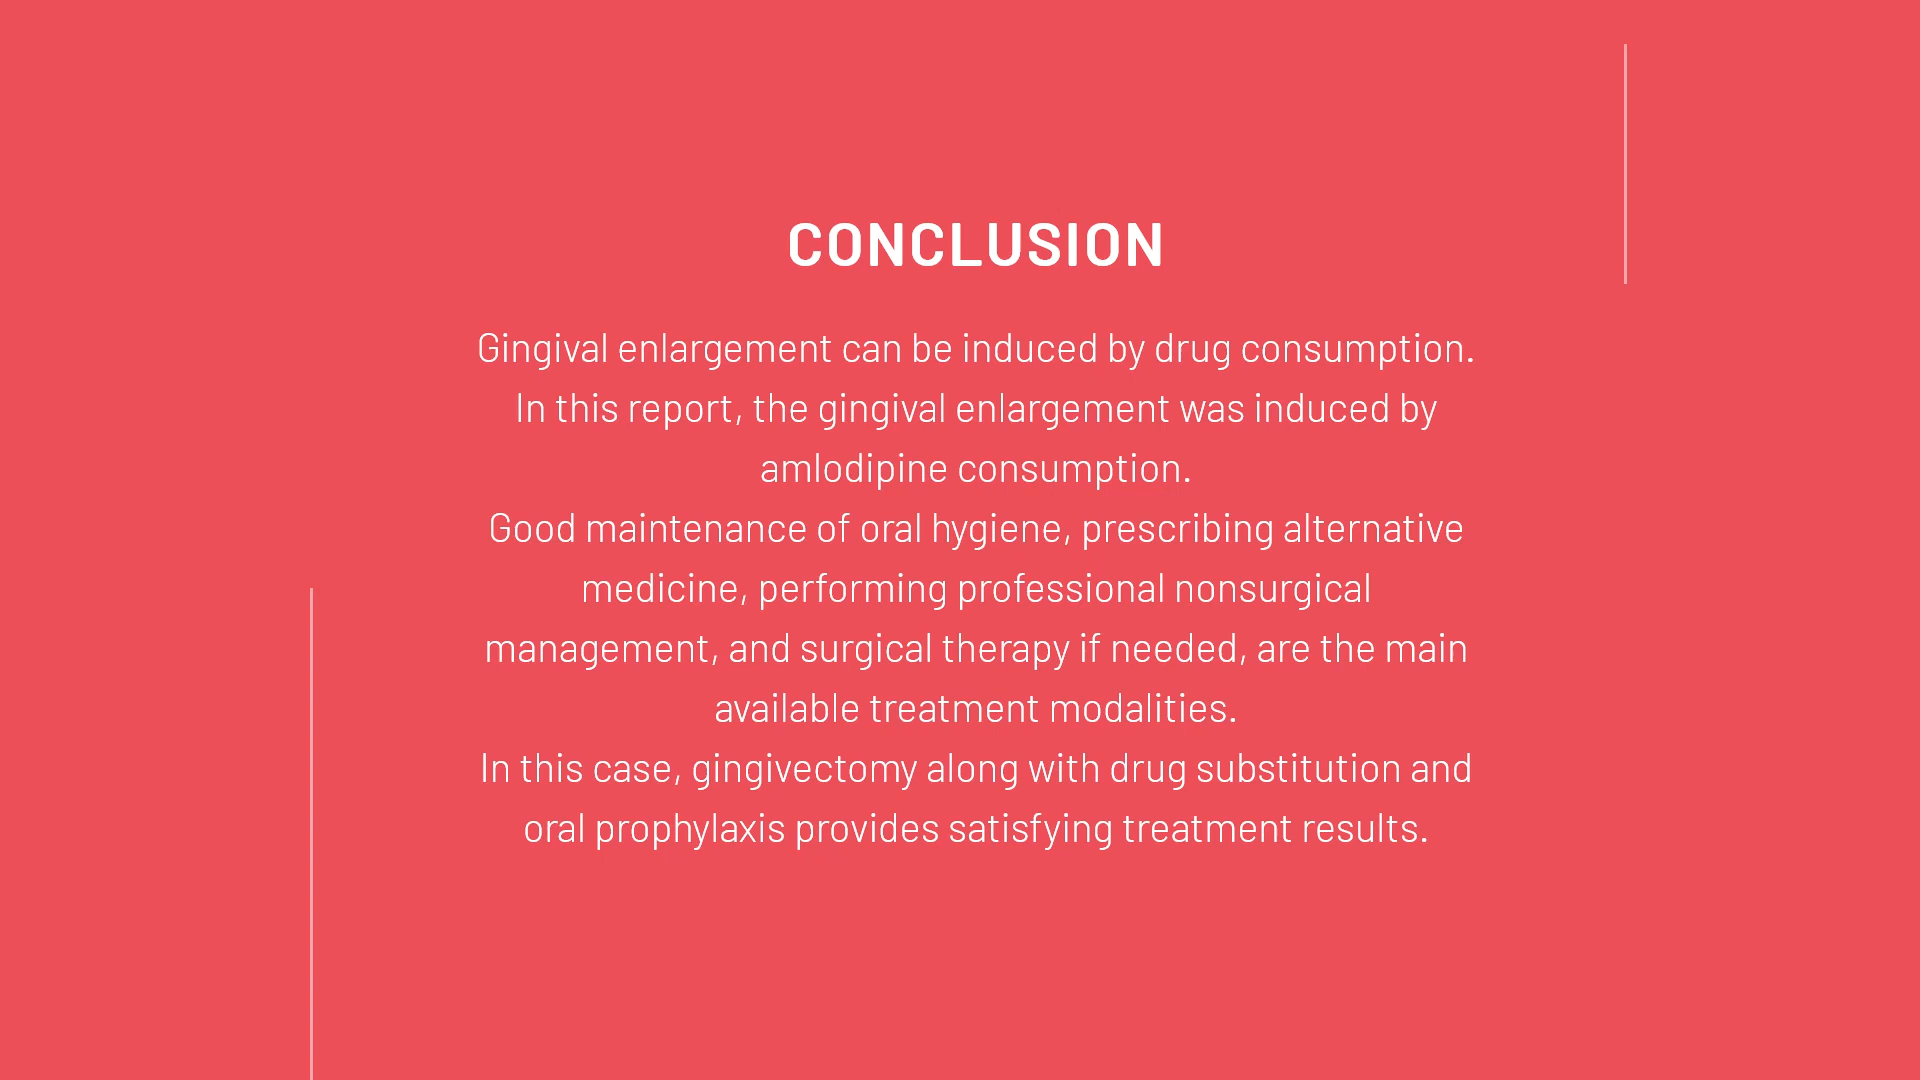 CONCLUSION
Gingival enlargement can be induced by drug consumption.
In this report, the gingival enlargement was induced by
amlodipine consumption.
Good maintenance of oral hygiene, prescribing alternative
medicine, performing professional nonsurgical
management, and surgical therapy if needed, are the main
available treatment modalities.
In this case, gingivectomy along with drug substitution and
oral prophylaxis provides satisfying treatment results.